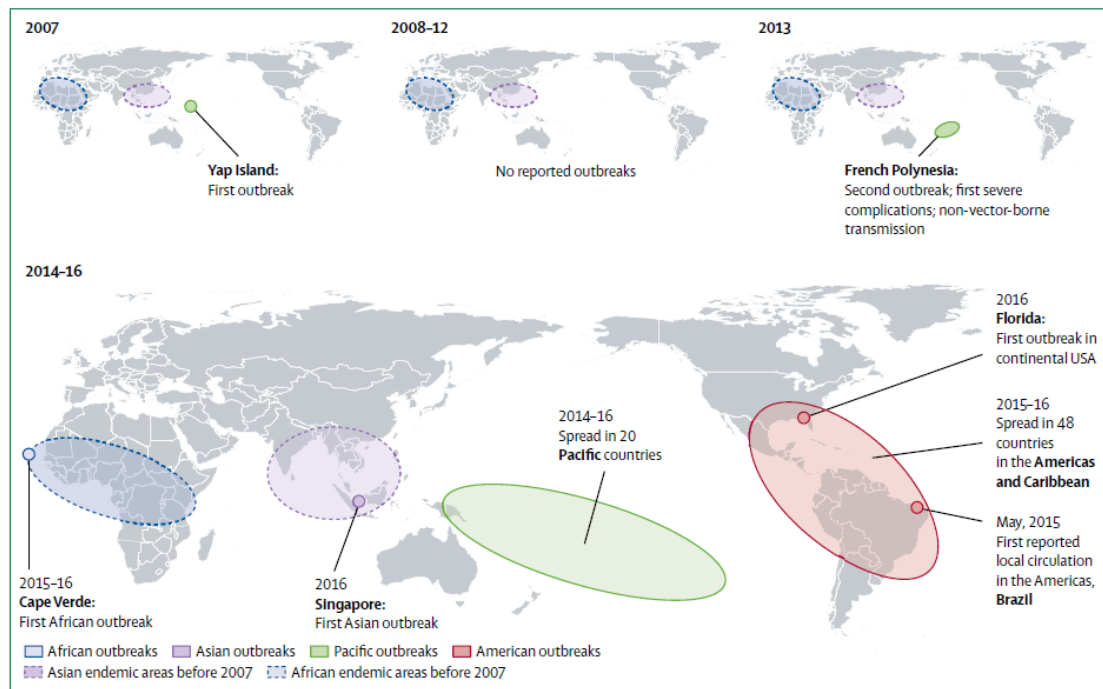 2007
2008–12
2013
Yap Island:
First outbreak
No reported outbreaks
French Polynesia:
Second outbreak; first severe
complications; non-vector-borne
transmission
2014–16
2016
Florida:
First outbreak in
continental USA
2015–16
Spread in 48
countries
in the Americas
and Caribbean
2014–16
Spread in 20
Pacific countries
May, 2015
First reported
local circulation
in the Americas,
Brazil
2015–16
Cape Verde:
First African outbreak
2016
Singapore:
First Asian outbreak
African outbreaks
Asian outbreaks
Pacific outbreaks
American outbreaks
Asian endemic areas before 2007
African endemic areas before 2007